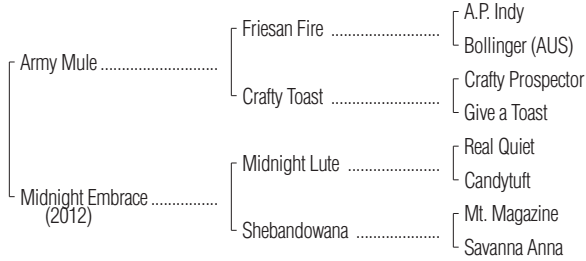 A.P. Indy
Friesan Fire ..........................
Bollinger (AUS)
Army Mule ............................
Crafty Prospector
Crafty Toast ..........................
Give a Toast
Real Quiet
Midnight Lute ......................
Candytuft
Midnight Embrace ................
(2012)
Mt. Magazine
Shebandowana ....................
Savanna Anna